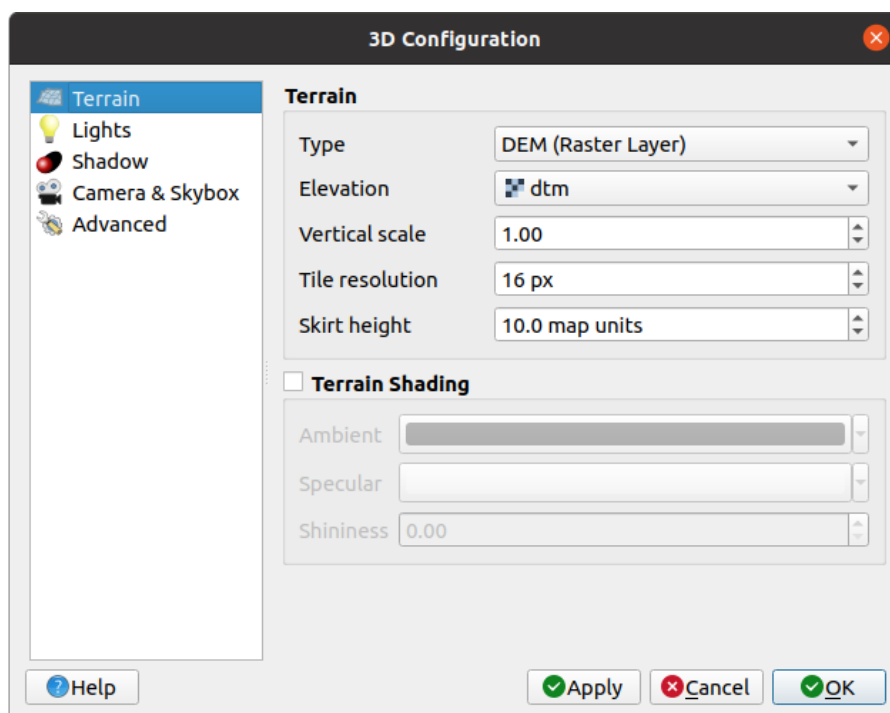 3D Configuration
Terrain
Lights
Shadow
Camera & Skybox
Advanced
Terrain
Type DEM (Raster Layer)
Elevation dtm
Vertical scale 1.00
Tile resolution 16 px
Skirt height 10.0 map units
Terrain Shading
Ambient
Specular
Shininess 0.00
Help Apply Cancel OK